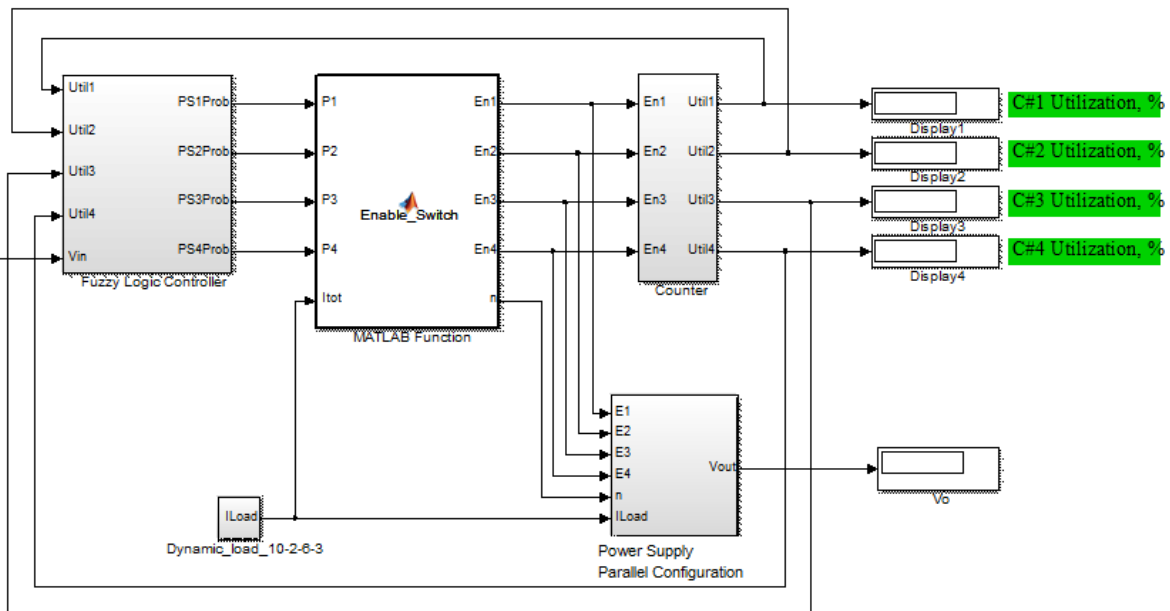 Util1
Util2
Util3
Util4
Vin
PS1Prob
PS2Prob
PS3Prob
PS4Prob
Fuzzy Logic Controller
P1
P2
P3
P4
Itot
Enable_Switch
En1
En2
En3
En4
n
MATLAB Function
En1
En2
En3
En4
Util1
Util2
Util3
Util4
Counter
Display1
C#1 Utilization, %
Display2
C#2 Utilization, %
Display3
C#3 Utilization, %
Display4
C#4 Utilization, %
E1
E2
E3
E4
n
ILoad
Vout
Power Supply
Parallel Configuration
Vo
ILoad
Dynamic_load_10-2-6-3